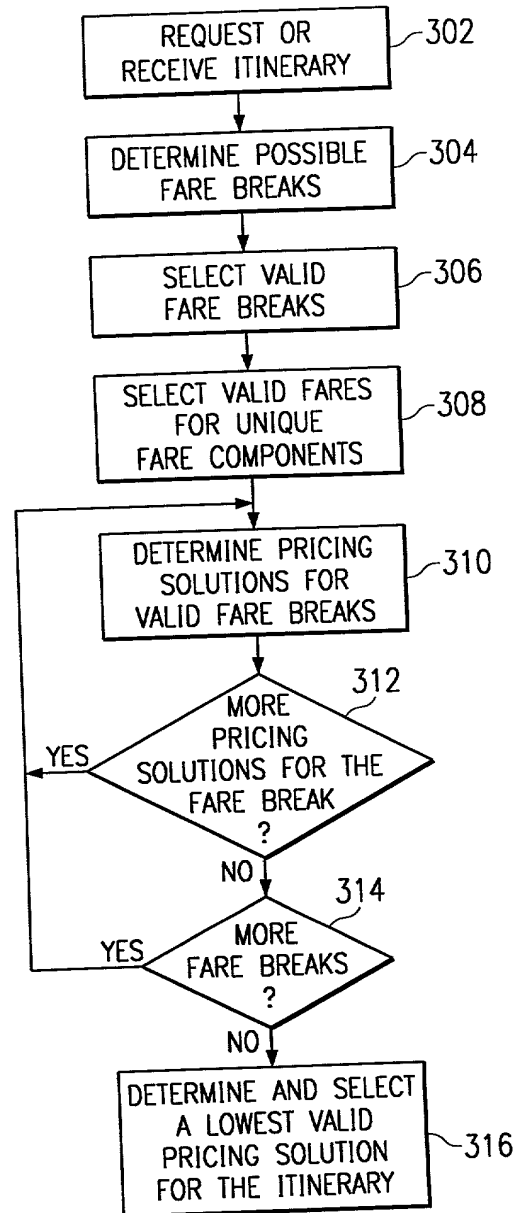 REQUEST OR
RECEIVE ITINERARY
302
DETERMINE POSSIBLE
FARE BREAKS
304
SELECT VALID
FARE BREAKS
306
SELECT VALID FARES
FOR UNIQUE
FARE COMPONENTS
308
DETERMINE PRICING
SOLUTIONS FOR
VALID FARE BREAKS
310
312
MORE
PRICING
SOLUTIONS FOR THE
FARE BREAK
?
YES
NO
314
MORE
FARE BREAKS
?
YES
NO
DETERMINE AND SELECT
A LOWEST VALID
PRICING SOLUTION
FOR THE ITINERARY
316